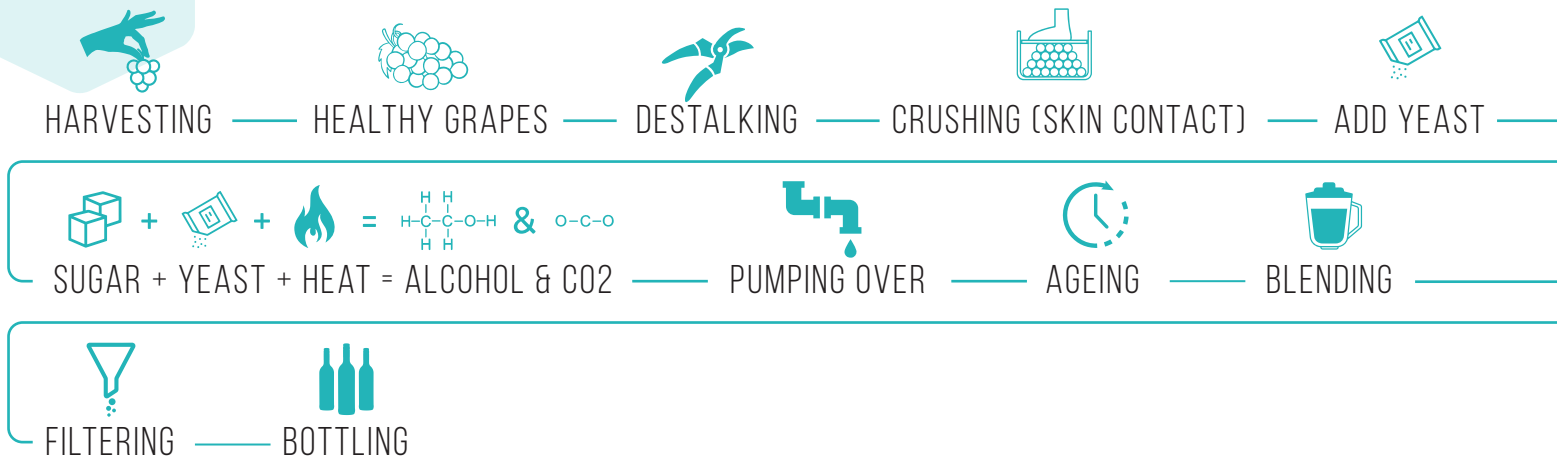 HARVESTING HEALTHY GRAPES DESTALKING CRUSHING (SKIN CONTACT) ADD YEAST
H H
H-C-C-O-H & O-C-O
H H
SUGAR + YEAST + HEAT = ALCOHOL & CO2 PUMPING OVER AGEING BLENDING
FILTERING BOTTLING